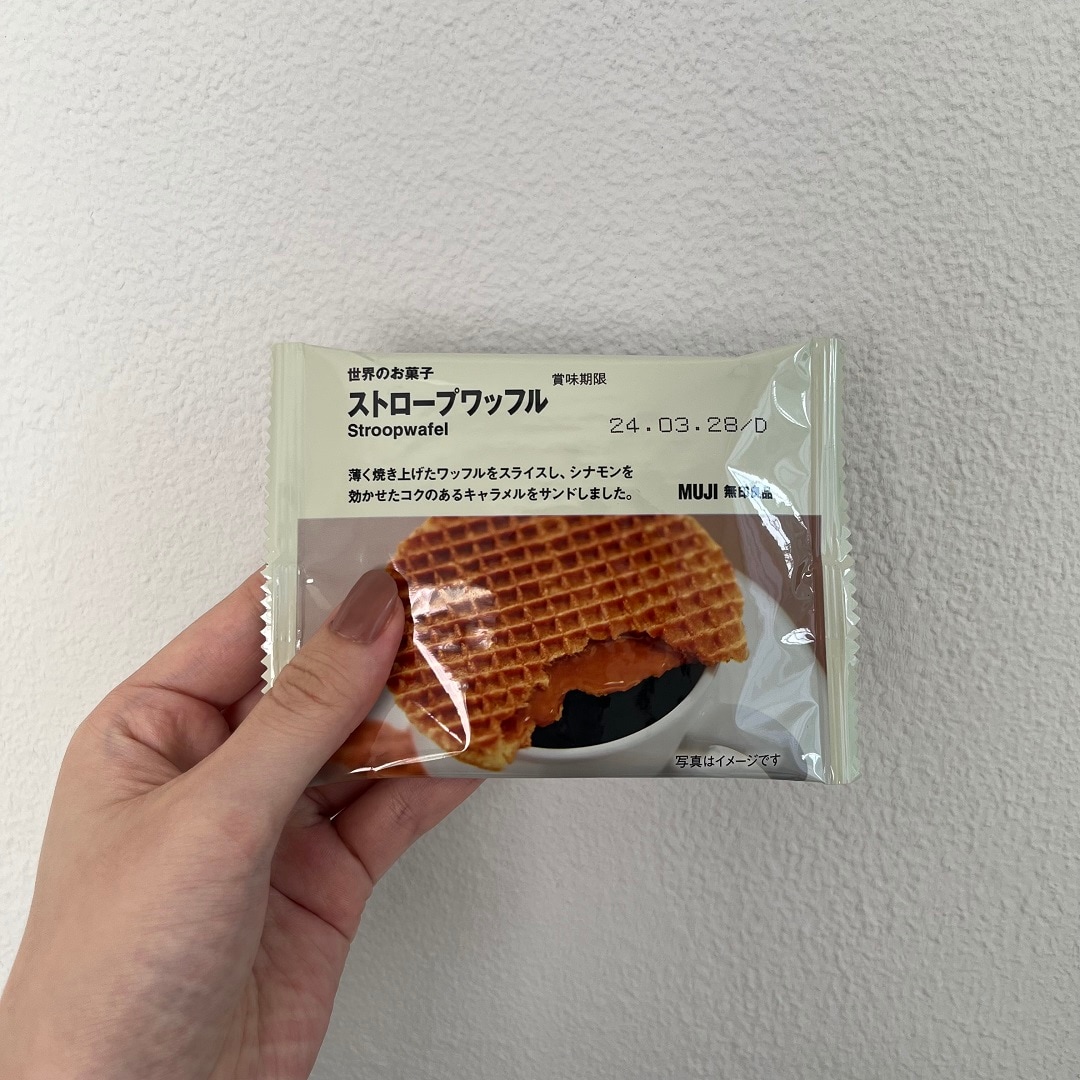 世界のお菓子
ストロープワッフル
Stroopwafel
賞味期限
24.03.28/D
薄く焼き上げたワッフルをスライスし、シナモンを
効かせたコクのあるキャラメルをサンドしました。
MUJI 無印良品
写真はイメージです